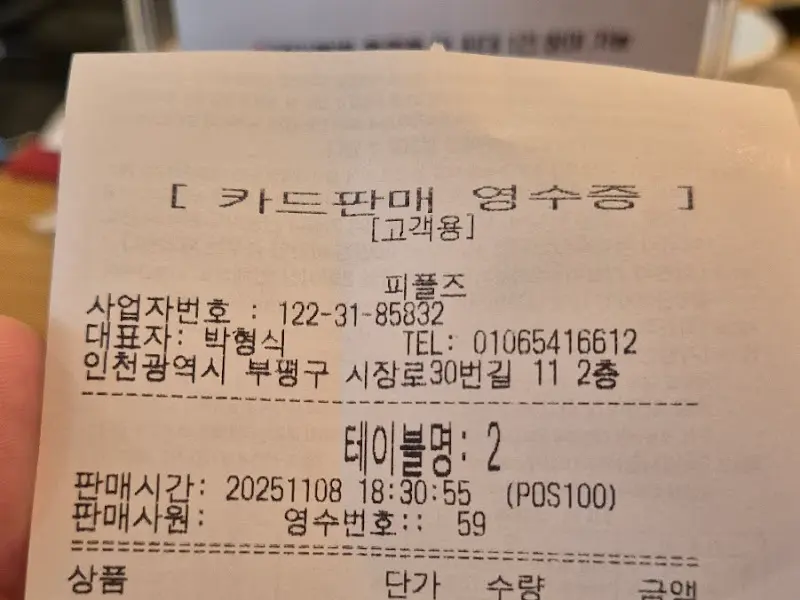 [ 카드판매 영수증 ]
[고객용]
피플즈
사업자번호 : 122-31-85832
대표자: 박형식 TEL: 01065416612
인천광역시 부평구 시장로30번길 11 2층
테이블명: 2
판매시간: 20251108 18:30:55 (POS100)
판매사원: 영수번호:: 59
상품 단가 수량 금액